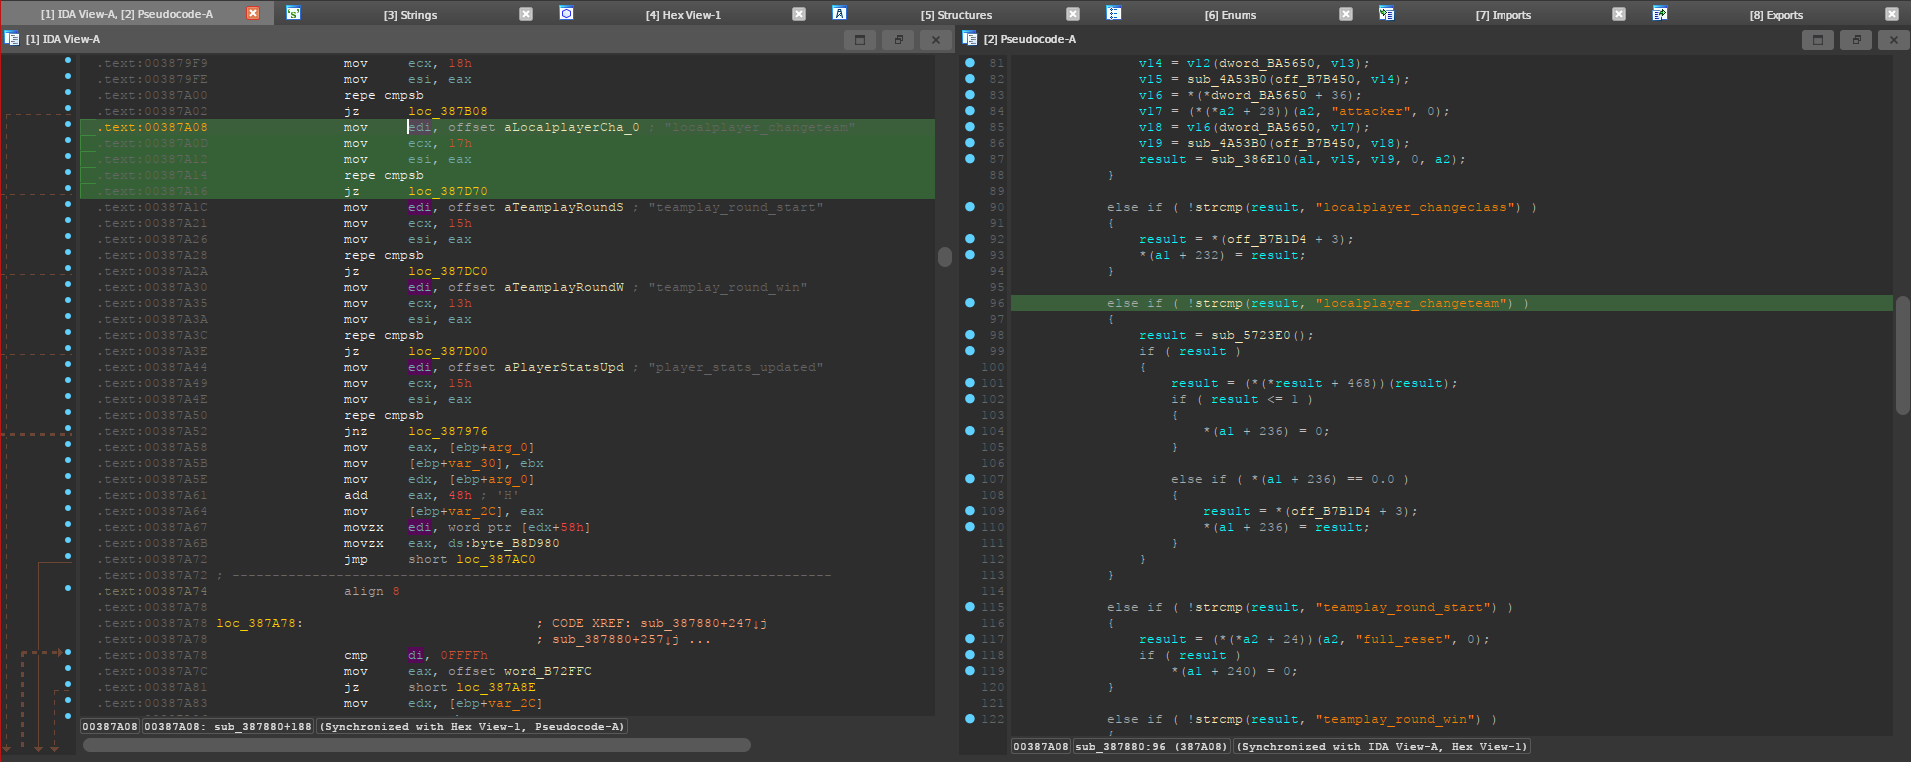 [1] IDA View-A, [2] Pseudocode-A
[3] Strings
[4] Hex View-1
[5] Structures
[6] Enums
[7] Imports
[8] Exports
[1] IDA View-A
.text:003879F9 mov ecx, 18h
.text:003879FE mov esi, eax
.text:00387A00 repe cmpsb
.text:00387A02 jz loc_387B08
.text:00387A08 mov edi, offset aLocalplayerCha_0 ; "localplayer_changeteam"
.text:00387A0D mov ecx, 17h
.text:00387A12 mov esi, eax
.text:00387A14 repe cmpsb
.text:00387A16 jz loc_387D70
.text:00387A1C mov edi, offset aTeamplayRoundS ; "teamplay_round_start"
.text:00387A21 mov ecx, 15h
.text:00387A26 mov esi, eax
.text:00387A28 repe cmpsb
.text:00387A2A jz loc_387DC0
.text:00387A30 mov edi, offset aTeamplayRoundW ; "teamplay_round_win"
.text:00387A35 mov ecx, 13h
.text:00387A3A mov esi, eax
.text:00387A3C repe cmpsb
.text:00387A3E jz loc_387D00
.text:00387A44 mov edi, offset aPlayerStatsUpd ; "player_stats_updated"
.text:00387A49 mov ecx, 15h
.text:00387A4E mov esi, eax
.text:00387A50 repe cmpsb
.text:00387A52 jnz loc_387976
.text:00387A58 mov eax, [ebp+arg_0]
.text:00387A5B mov [ebp+var_30], ebx
.text:00387A5E mov edx, [ebp+arg_0]
.text:00387A61 add eax, 48h ; 'H'
.text:00387A64 mov [ebp+var_2C], eax
.text:00387A67 movzx edi, word ptr [edx+58h]
.text:00387A6B movzx eax, ds:byte_B8D980
.text:00387A72 jmp short loc_387AC0
.text:00387A72 ; ---------------------------------------------------------------------------
.text:00387A74 align 8
.text:00387A78
.text:00387A78 loc_387A78: ; CODE XREF: sub_387880+247↓j
.text:00387A78 ; sub_387880+257↓j ...
.text:00387A78 cmp di, 0FFFFh
.text:00387A7C mov eax, offset word_B72FFC
.text:00387A81 jz short loc_387A8E
.text:00387A83 mov edx, [ebp+var_2C]
00387A08 00387A08: sub_387880+188 (Synchronized with Hex View-1, Pseudocode-A)
[2] Pseudocode-A
81 v14 = v12(dword_BA5650, v13);
82 v15 = sub_4A53B0(off_B7B450, v14);
83 v16 = *(*dword_BA5650 + 36);
84 v17 = (*(*a2 + 28))(a2, "attacker", 0);
85 v18 = v16(dword_BA5650, v17);
86 v19 = sub_4A53B0(off_B7B450, v18);
87 result = sub_386E10(a1, v15, v19, 0, a2);
88 }
89
90 else if ( !strcmp(result, "localplayer_changeclass") )
91 {
92 result = *(off_B7B1D4 + 3);
93 *(a1 + 232) = result;
94 }
95
96 else if ( !strcmp(result, "localplayer_changeteam") )
97 {
98 result = sub_5723E0();
99 if ( result )
100 {
101 result = (*(*result + 468))(result);
102 if ( result <= 1 )
103 {
104 *(a1 + 236) = 0;
105 }
106
107 else if ( *(a1 + 236) == 0.0 )
108 {
109 result = *(off_B7B1D4 + 3);
110 *(a1 + 236) = result;
111 }
112 }
113 }
114
115 else if ( !strcmp(result, "teamplay_round_start") )
116 {
117 result = (*(*a2 + 24))(a2, "full_reset", 0);
118 if ( result )
119 *(a1 + 240) = 0;
120 }
121
122 else if ( !strcmp(result, "teamplay_round_win") )
00387A08 sub_387880:96 (387A08) (Synchronized with IDA View-A, Hex View-1)